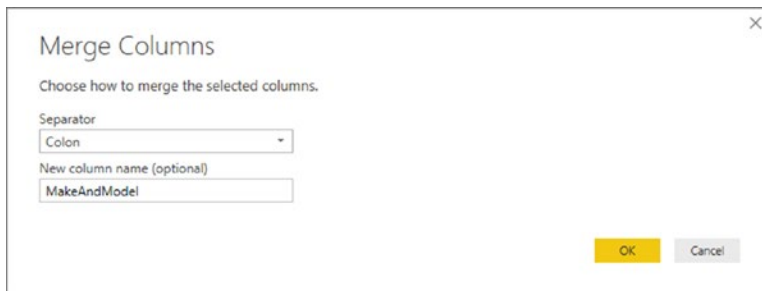 Merge Columns
Choose how to merge the selected columns.
Separator
Colon
New column name (optional)
MakeAndModel
OK Cancel